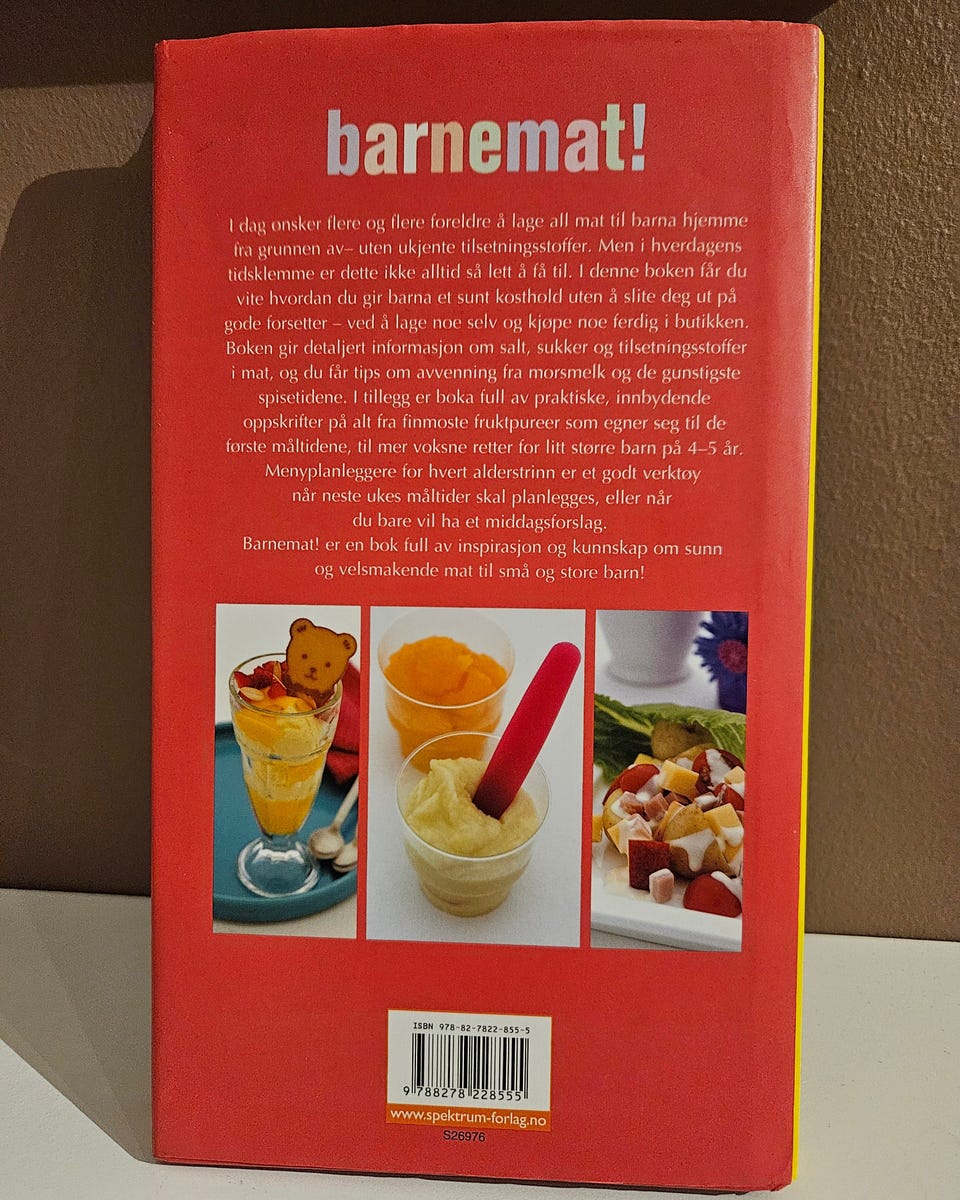 barnemat!
I dag ønsker flere og flere foreldre å lage all mat til barna hjemme
fra grunnen av– uten ukjente tilsetningsstoffer. Men i hverdagens
tidsklemme er dette ikke alltid så lett å få til. I denne boken får du
vite hvordan du gir barna et sunt kosthold uten å slite deg ut på
gode forsetter – ved å lage noe selv og kjøpe noe ferdig i butikken.
Boken gir detaljert informasjon om salt, sukker og tilsetningsstoffer
i mat, og du får tips om avvenning fra morsmelk og de gunstigste
spisetidene. I tillegg er boka full av praktiske, innbydende
oppskrifter på alt fra finmoste fruktpureer som egner seg til de
første måltidene, til mer voksne retter for litt større barn på 4–5 år.
Menyplanleggere for hvert alderstrinn er et godt verktøy
når neste ukes måltider skal planlegges, eller når
du bare vil ha et middagsforslag.
Barnemat! er en bok full av inspirasjon og kunnskap om sunn
og velsmakende mat til små og store barn!
ISBN 978-82-7822-855-5
9 788278 228555
www.spektrum-forlag.no
S26976